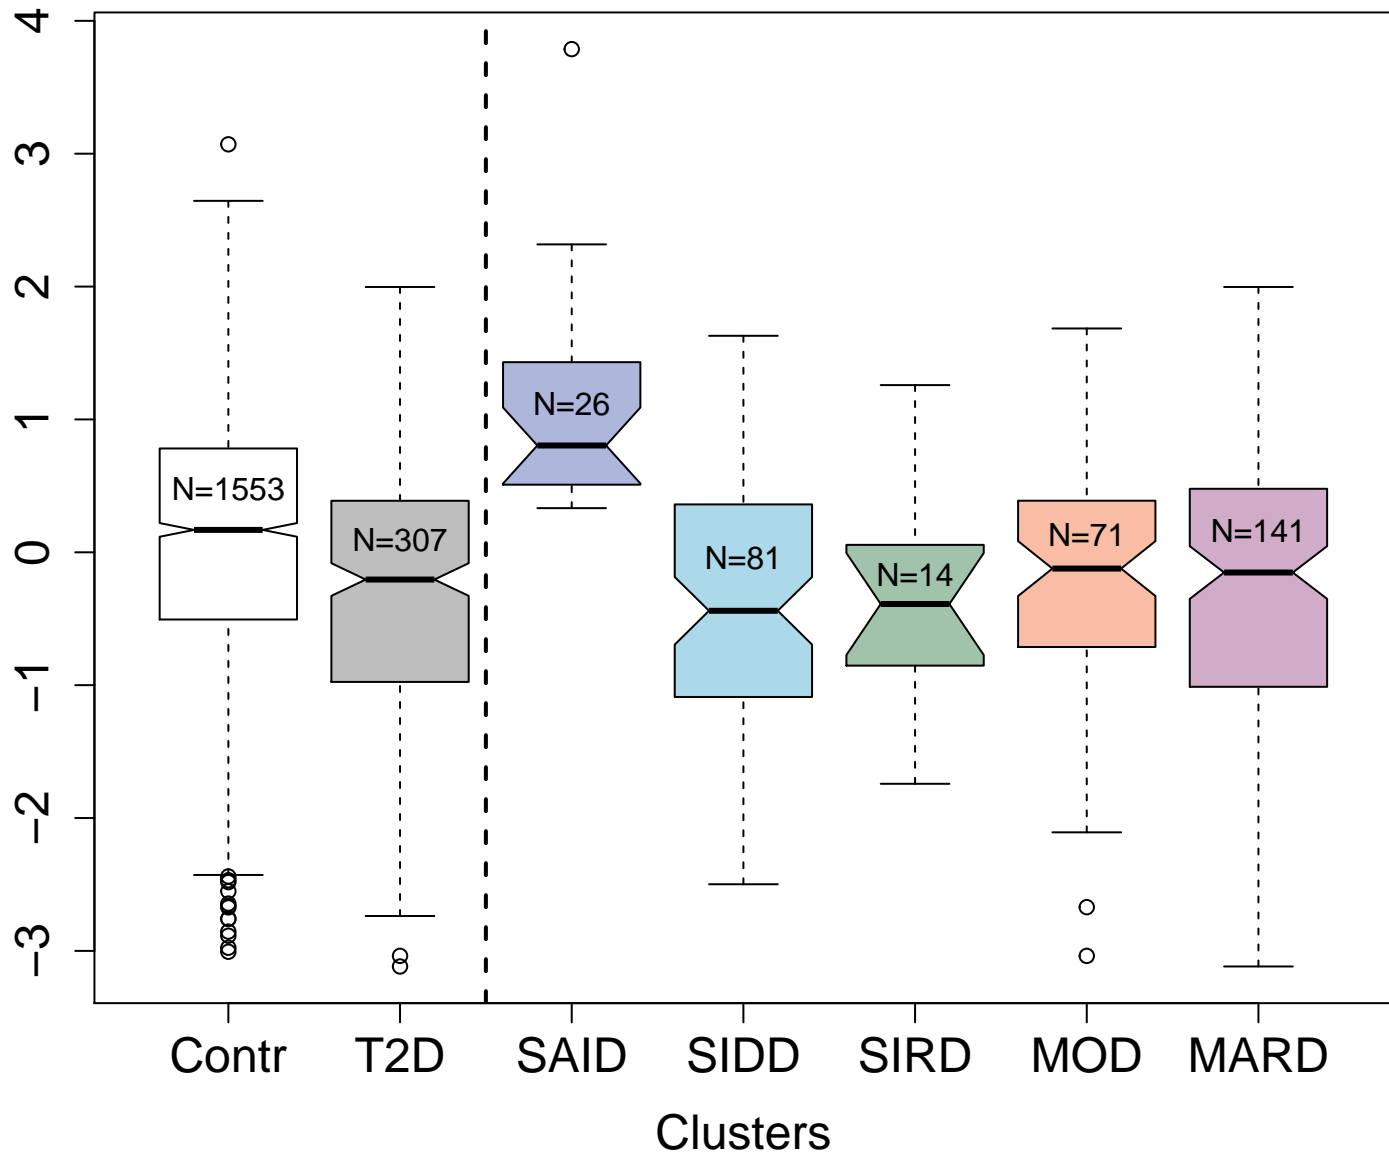 4
3
2
1
0
−1
−2
−3
N=1553
N=307
N=26
N=81
N=14
N=71
N=141
Contr T2D SAID SIDD SIRD MOD MARD
Clusters